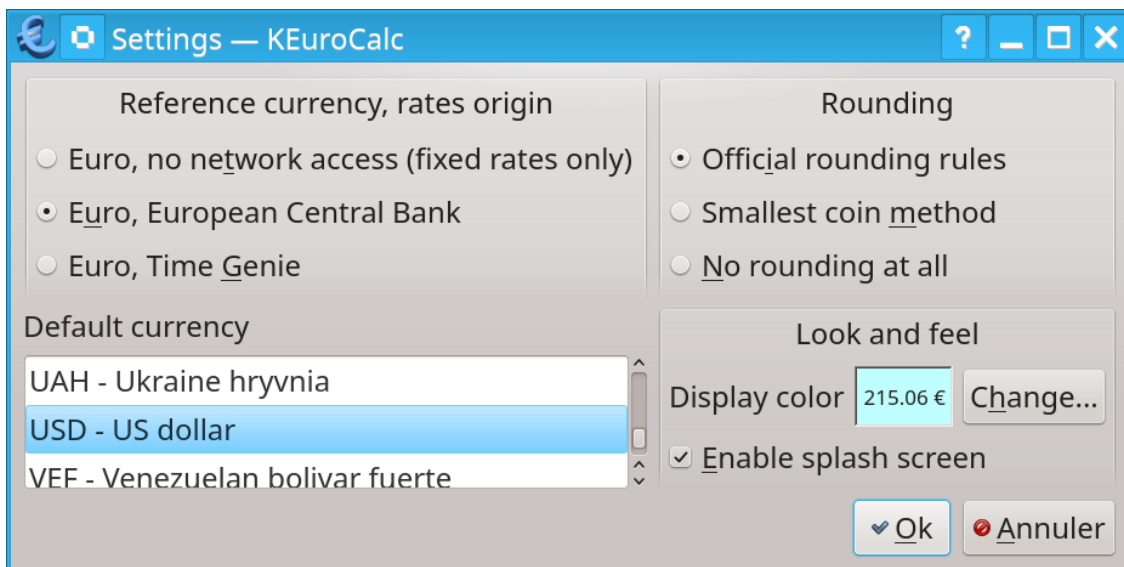 Settings — KEuroCalc
Reference currency, rates origin
Euro, no network access (fixed rates only)
Euro, European Central Bank
Euro, Time Genie
Rounding
Official rounding rules
Smallest coin method
No rounding at all
Default currency
UAH - Ukraine hryvnia
USD - US dollar
VEF - Venezuelan bolivar fuerte
Look and feel
Display color 215.06 € Change...
Enable splash screen
Ok Annuler